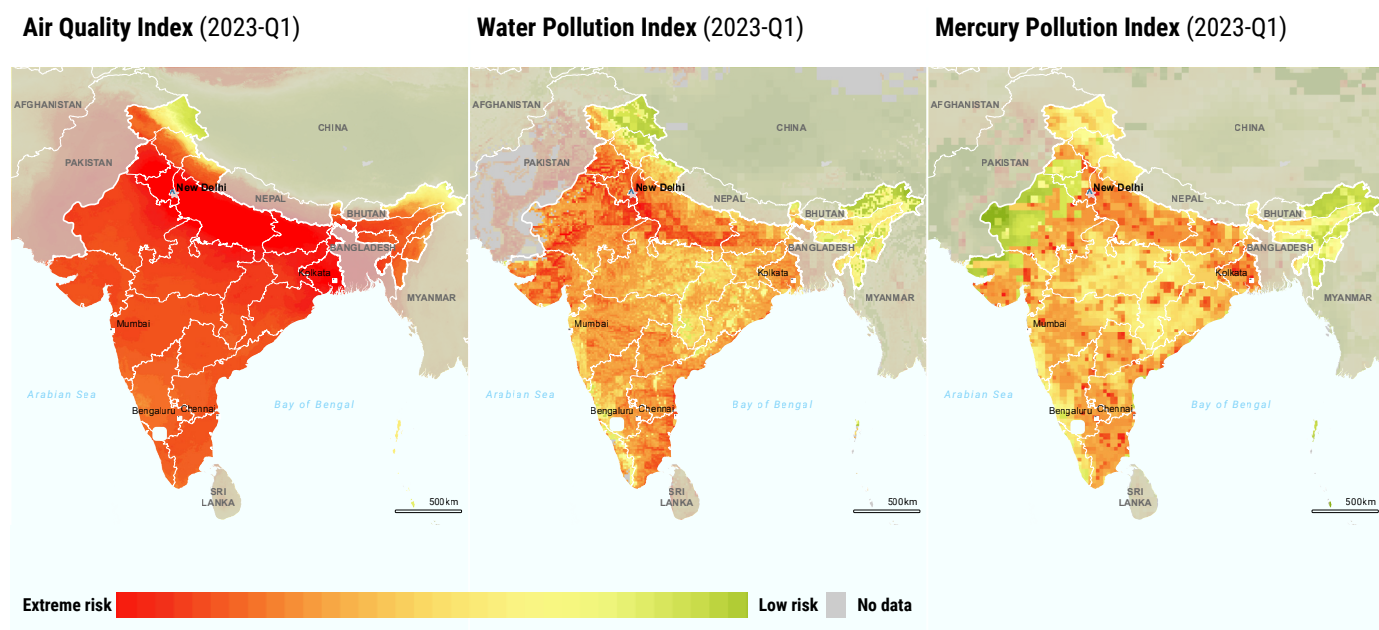 Air Quality Index (2023-Q1)
AFGHANISTAN
CHINA
PAKISTAN
New Delhi
NEPAL
BHUTAN
BANGLADESH
Kolkata
MYANMAR
Mumbai
Arabian Sea
Bay of Bengal
Bengaluru
Chennai
SRI
LANKA
500km
Water Pollution Index (2023-Q1)
AFGHANISTAN
CHINA
PAKISTAN
New Delhi
NEPAL
BHUTAN
BANGLADESH
Kolkata
MYANMAR
Mumbai
Arabian Sea
Bay of Bengal
Bengaluru
Chennai
SRI
LANKA
500km
Mercury Pollution Index (2023-Q1)
AFGHANISTAN
CHINA
PAKISTAN
New Delhi
NEPAL
BHUTAN
BANGLADESH
Kolkata
MYANMAR
Mumbai
Arabian Sea
Bay of Bengal
Bengaluru
Chennai
SRI
LANKA
500km
Extreme risk
Low risk
No data